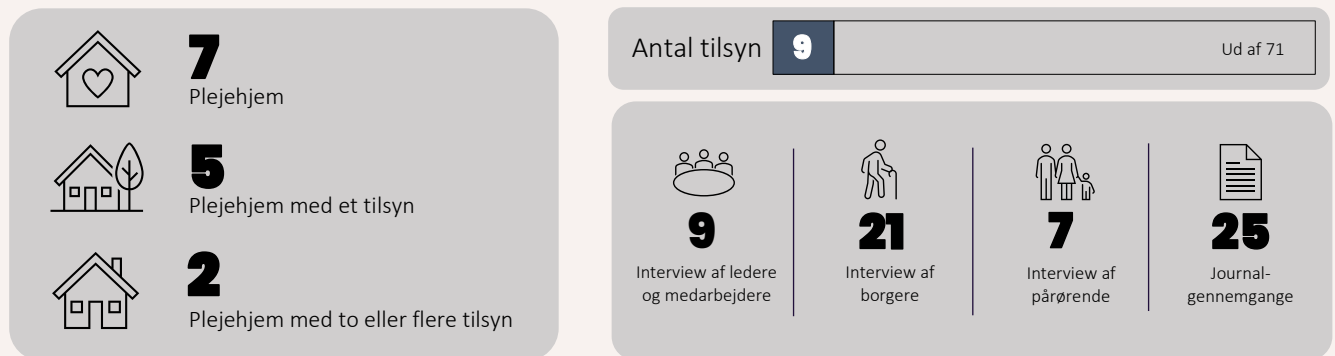 7
Plejehjem
5
Plejehjem med et tilsyn
2
Plejehjem med to eller flere tilsyn
Antal tilsyn 9 Ud af 71
9
Interview af ledere
og medarbejdere
21
Interview af
borgere
7
Interview af
pårørende
25
Journal-
gennemgange